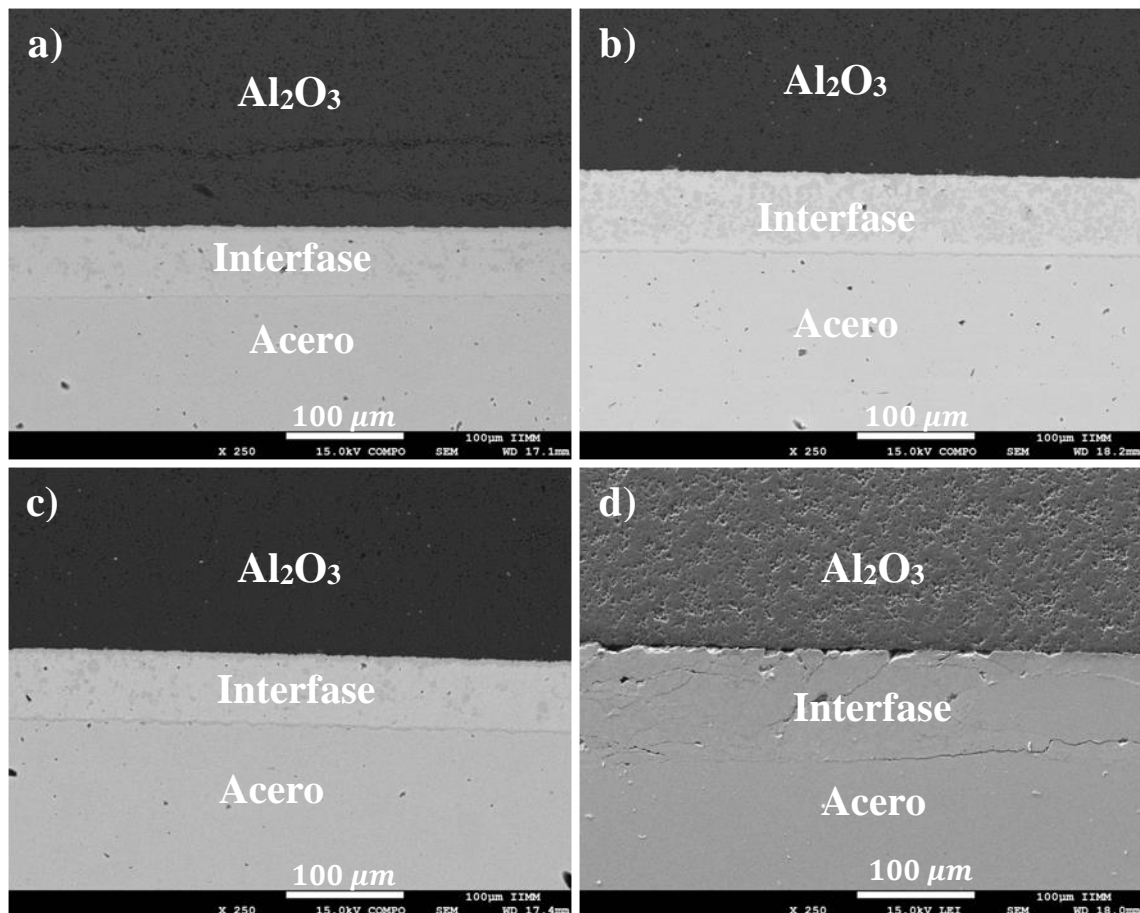 a)
Al₂O₃
Interfase
Acero
100 μm
100μm IIMM
X 250 15.0kV COMPO SEM WD 17.1mm
b)
Al₂O₃
Interfase
Acero
100 μm
100μm IIMM
X 250 15.0kV COMPO SEM WD 18.2mm
c)
Al₂O₃
Interfase
Acero
100 μm
100μm IIMM
X 250 15.0kV COMPO SEM WD 17.4mm
d)
Al₂O₃
Interfase
Acero
100 μm
100μm IIMM
X 250 15.0kV LEI SEM WD 18.0mm